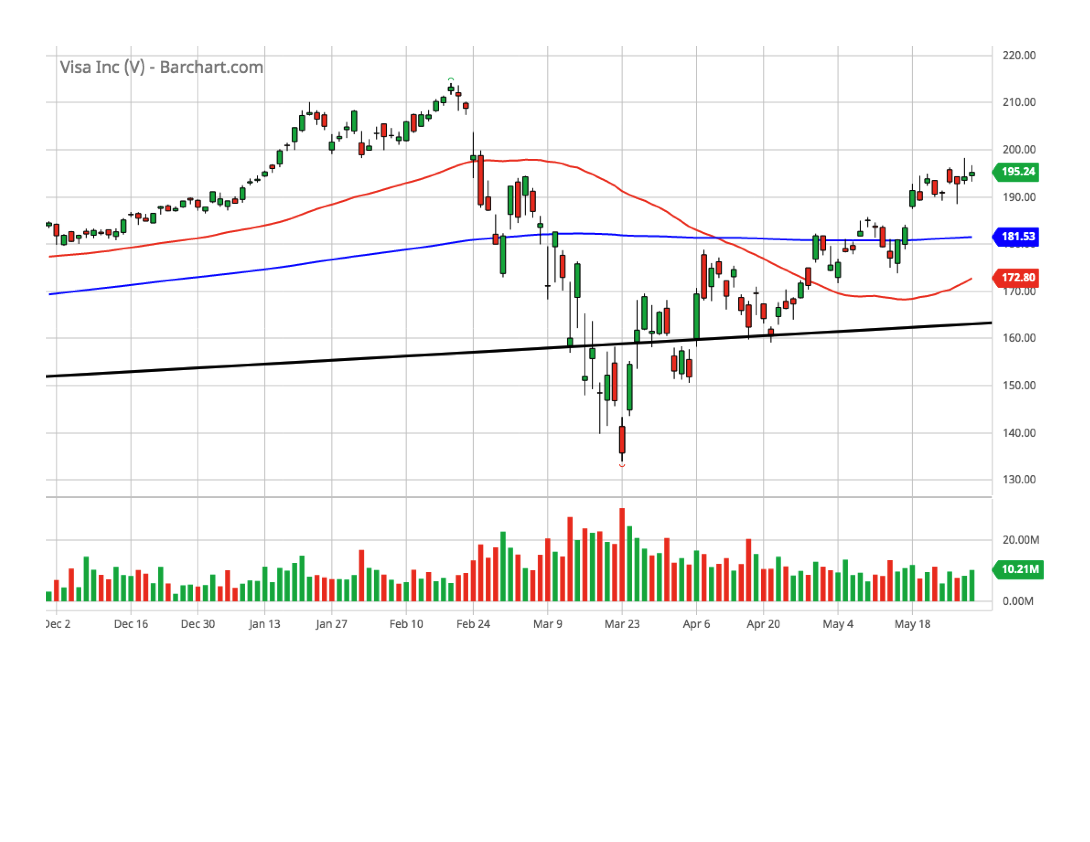 Visa Inc (V) - Barchart.com
220.00
210.00
200.00
195.24
190.00
181.53
172.80
170.00
160.00
150.00
140.00
130.00
20.00M
10.21M
0.00M
Dec 2 Dec 16 Dec 30 Jan 13 Jan 27 Feb 10 Feb 24 Mar 9 Mar 23 Apr 6 Apr 20 May 4 May 18